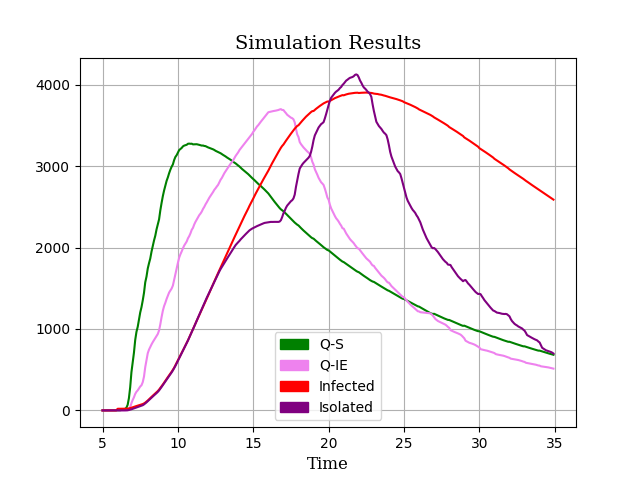 Simulation Results
4000
3000
2000
1000
0
Q-S
Q-IE
Infected
Isolated
5 10 15 20 25 30 35
Time